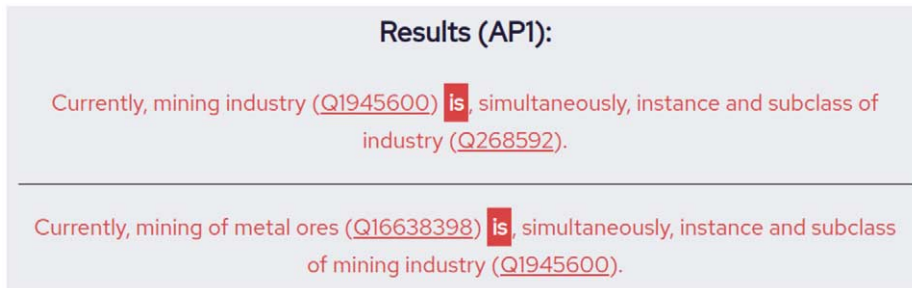 Results (AP1):
Currently, mining industry (Q1945600) is, simultaneously, instance and subclass of
industry (Q268592).
Currently, mining of metal ores (Q16638398) is, simultaneously, instance and subclass
of mining industry (Q1945600).